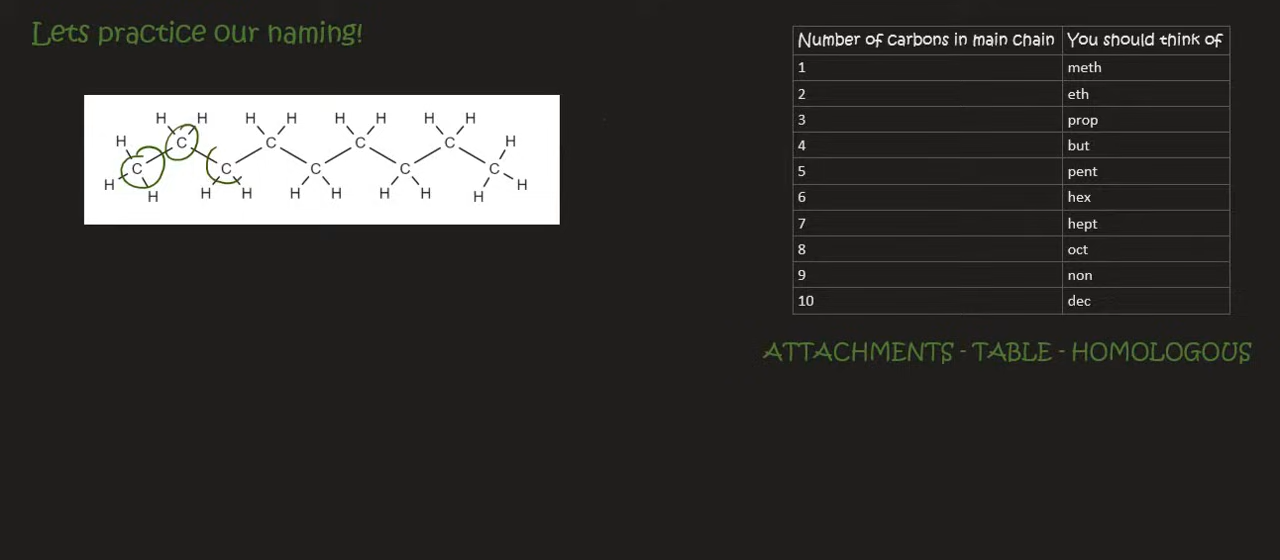 Lets practice our naming!
H H H H H H H H
H C C C C H
C C C C C
H H
H H H H H H H H
Number of carbons in main chain You should think of
1 meth
2 eth
3 prop
4 but
5 pent
6 hex
7 hept
8 oct
9 non
10 dec
ATTACHMENTS - TABLE - HOMOLOGOUS